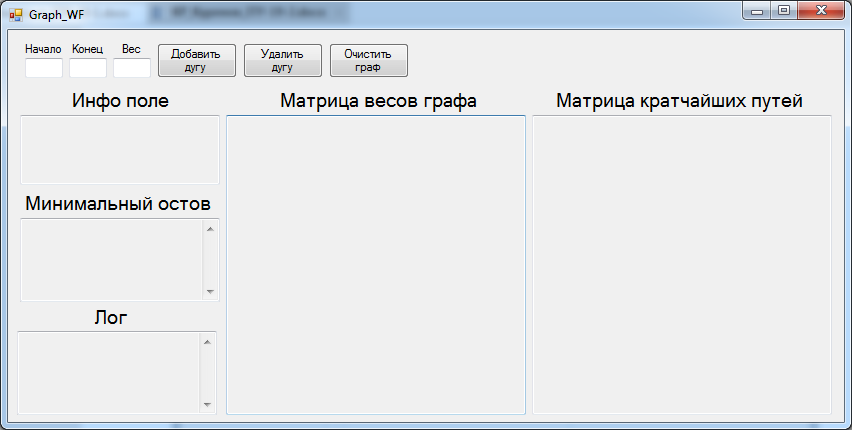 Graph_WF
Начало Конец Вес
Добавить дугу
Удалить дугу
Очистить граф
Инфо поле
Матрица весов графа
Матрица кратчайших путей
Минимальный остов
Лог